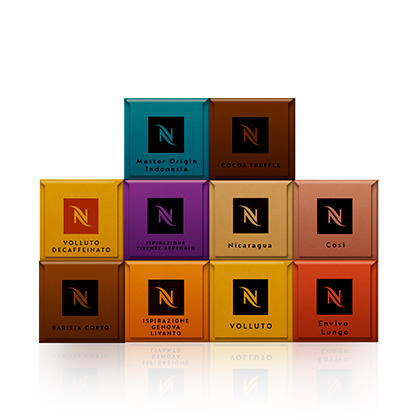 Master Origin
Indonesia
COCOA TRUFFLE
VOLLUTO
DECAFFEINATO
ISPIRAZIONE
FIRENZE ARPEGGIO
Nicaragua
Cosi
BARISTA CORTO
ISPIRAZIONE
GENOVA
LIVANTO
VOLLUTO
Envivo
Lungo